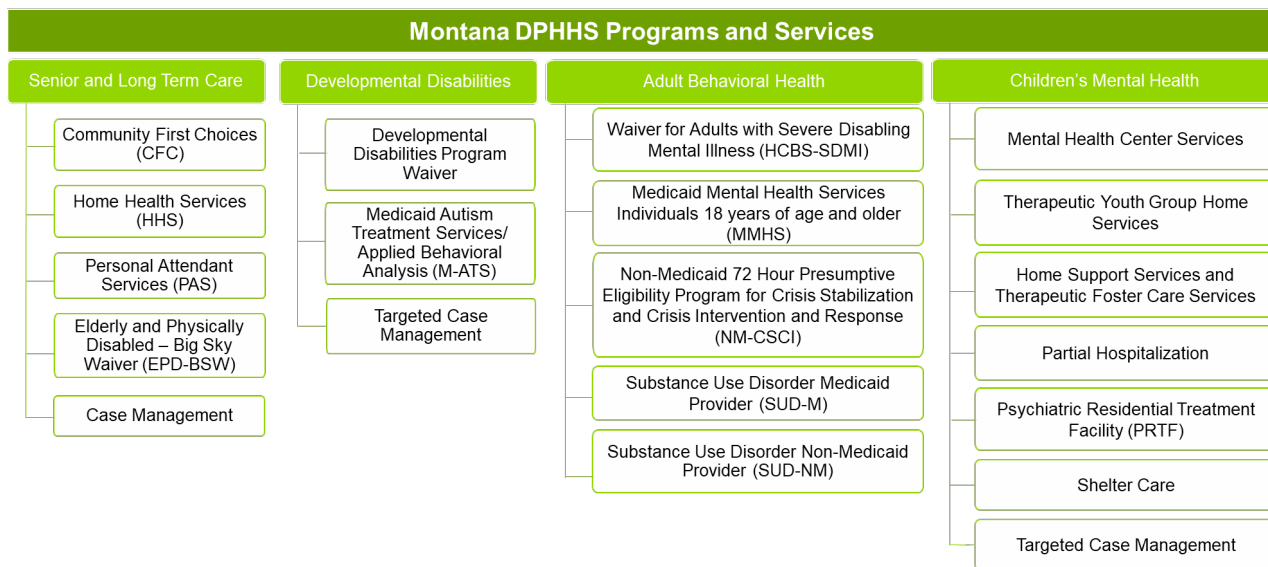 Montana DPHHS Programs and Services
Senior and Long Term Care
Community First Choices
(CFC)
Home Health Services
(HHS)
Personal Attendant
Services (PAS)
Elderly and Physically
Disabled – Big Sky
Waiver (EPD-BSW)
Case Management
Developmental Disabilities
Developmental
Disabilities Program
Waiver
Medicaid Autism
Treatment Services/
Applied Behavioral
Analysis (M-ATS)
Targeted Case
Management
Adult Behavioral Health
Waiver for Adults with Severe Disabling
Mental Illness (HCBS-SDMI)
Medicaid Mental Health Services
Individuals 18 years of age and older
(MMHS)
Non-Medicaid 72 Hour Presumptive
Eligibility Program for Crisis Stabilization
and Crisis Intervention and Response
(NM-CSCI)
Substance Use Disorder Medicaid
Provider (SUD-M)
Substance Use Disorder Non-Medicaid
Provider (SUD-NM)
Children’s Mental Health
Mental Health Center Services
Therapeutic Youth Group Home
Services
Home Support Services and
Therapeutic Foster Care Services
Partial Hospitalization
Psychiatric Residential Treatment
Facility (PRTF)
Shelter Care
Targeted Case Management